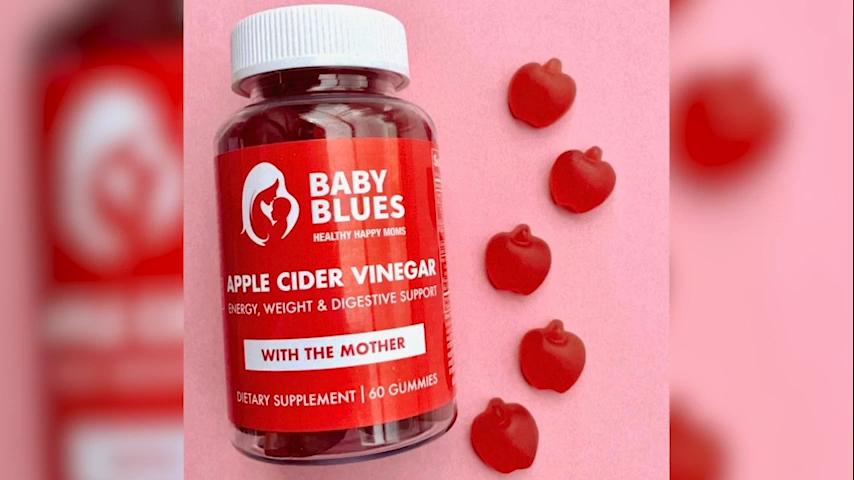 BABY
BLUES
HEALTHY HAPPY MOMS
APPLE CIDER VINEGAR
ENERGY, WEIGHT & DIGESTIVE SUPPORT
WITH THE MOTHER
DIETARY SUPPLEMENT | 60 GUMMIES